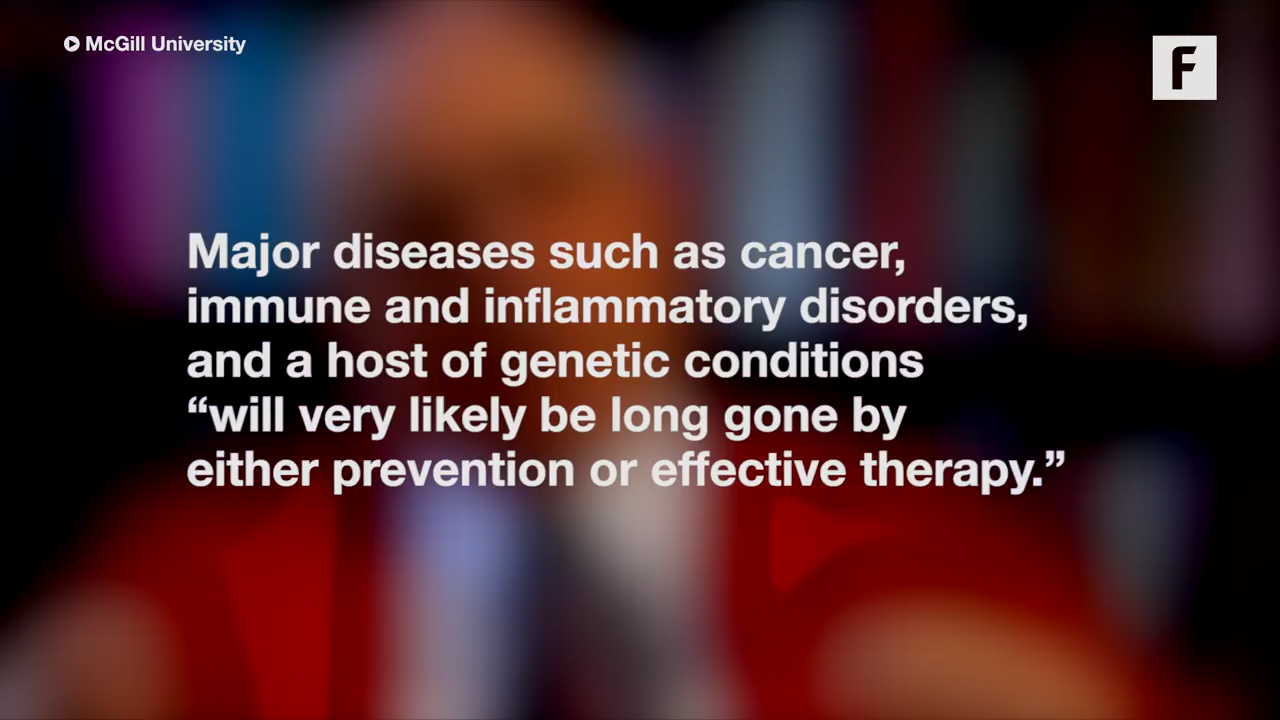 McGill University
F
Major diseases such as cancer,
immune and inflammatory disorders,
and a host of genetic conditions
“will very likely be long gone by
either prevention or effective therapy.”